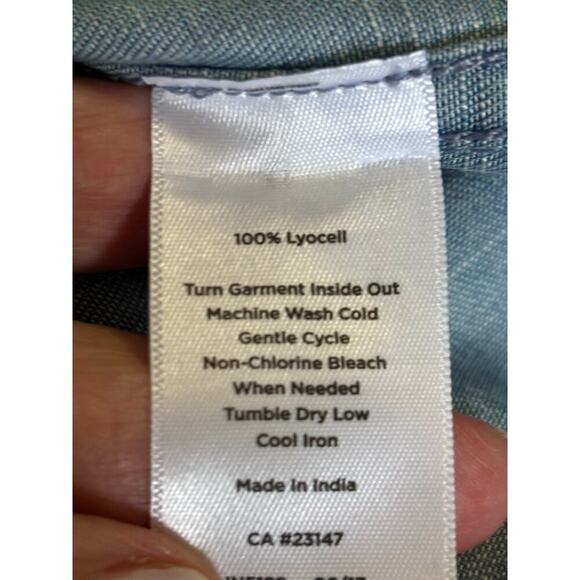 100% Lyocell
Turn Garment Inside Out
Machine Wash Cold
Gentle Cycle
Non-Chlorine Bleach
When Needed
Tumble Dry Low
Cool Iron
Made in India
CA #23147